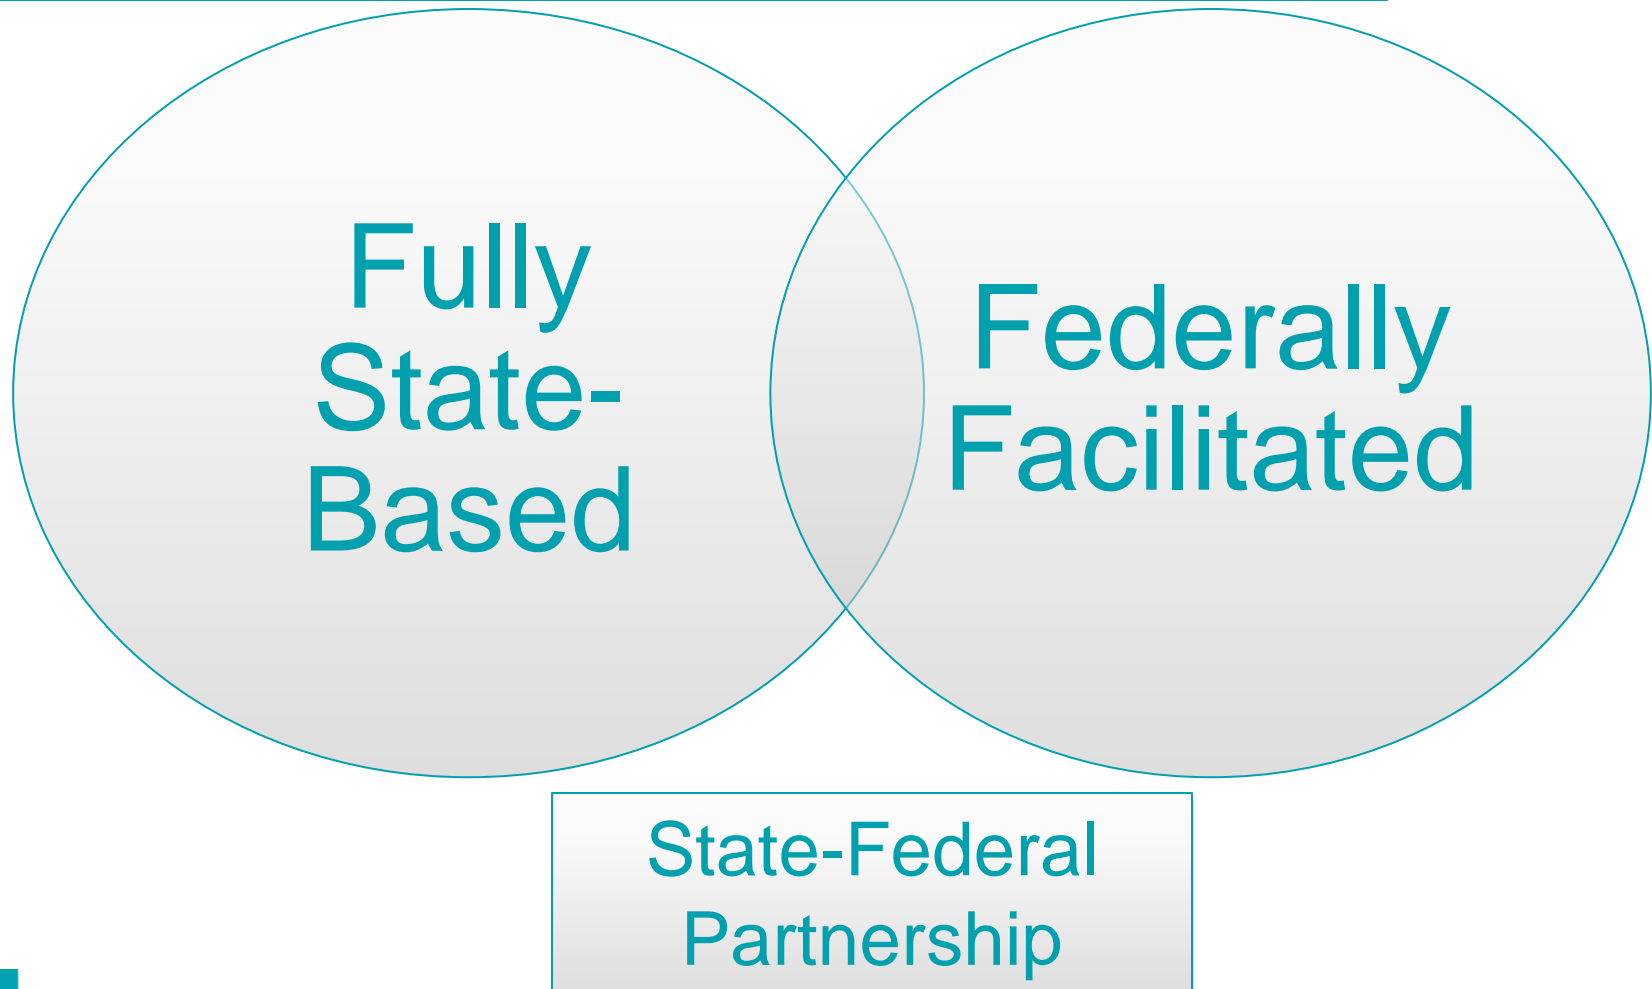 Fully
State-
Based
Federally
Facilitated
State-Federal
Partnership